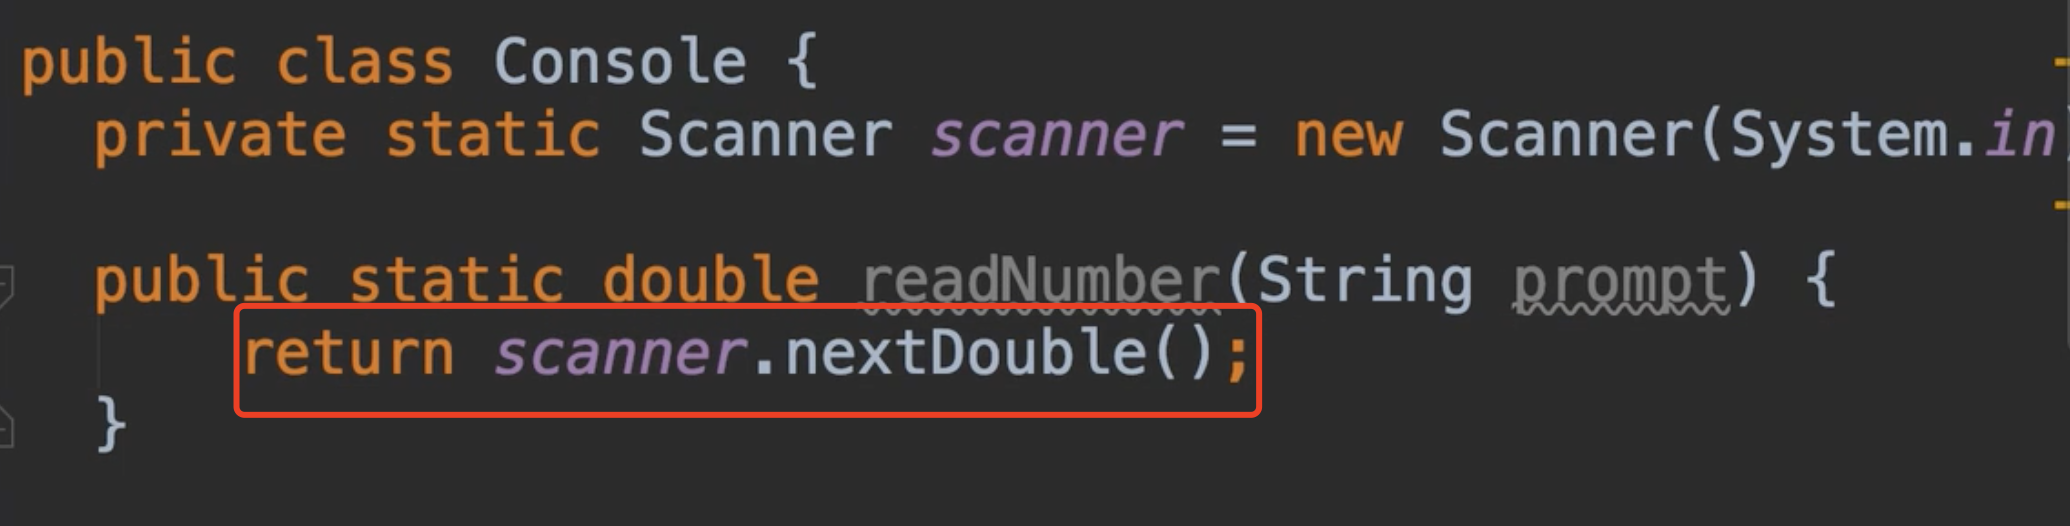 public class Console {
private static Scanner scanner = new Scanner(System.in
public static double readNumber(String prompt) {
return scanner.nextDouble();
}